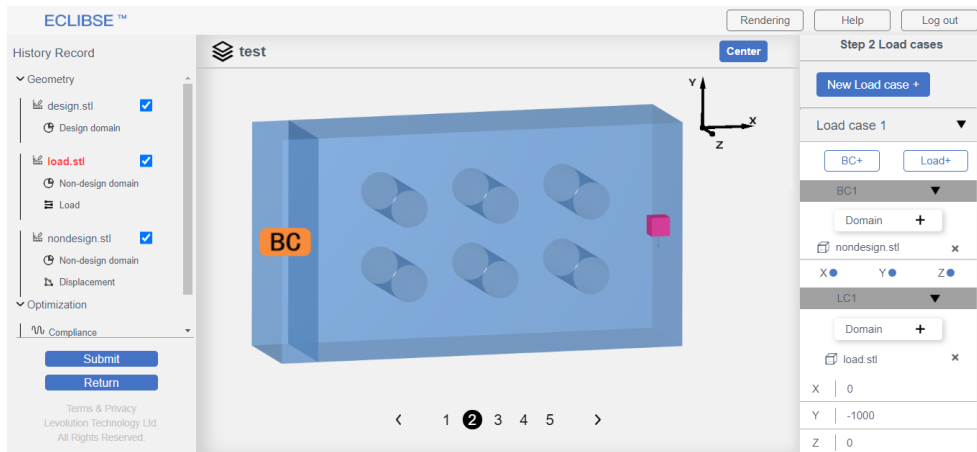 ECLIBSE ™
Rendering
Help
Log out
History Record
Geometry
design.stl
Design domain
load.stl
Non-design domain
Load
nondesign.stl
Non-design domain
Displacement
Optimization
Compliance
Submit
Return
Terms & Privacy
Levolution Technology Ltd.
All Rights Reserved.
test
Center
Y
X
Z
BC
1 2 3 4 5
Step 2 Load cases
New Load case +
Load case 1
BC+
Load+
BC1
Domain +
nondesign.stl ×
X Y Z
LC1
Domain +
load.stl ×
X 0
Y -1000
Z 0